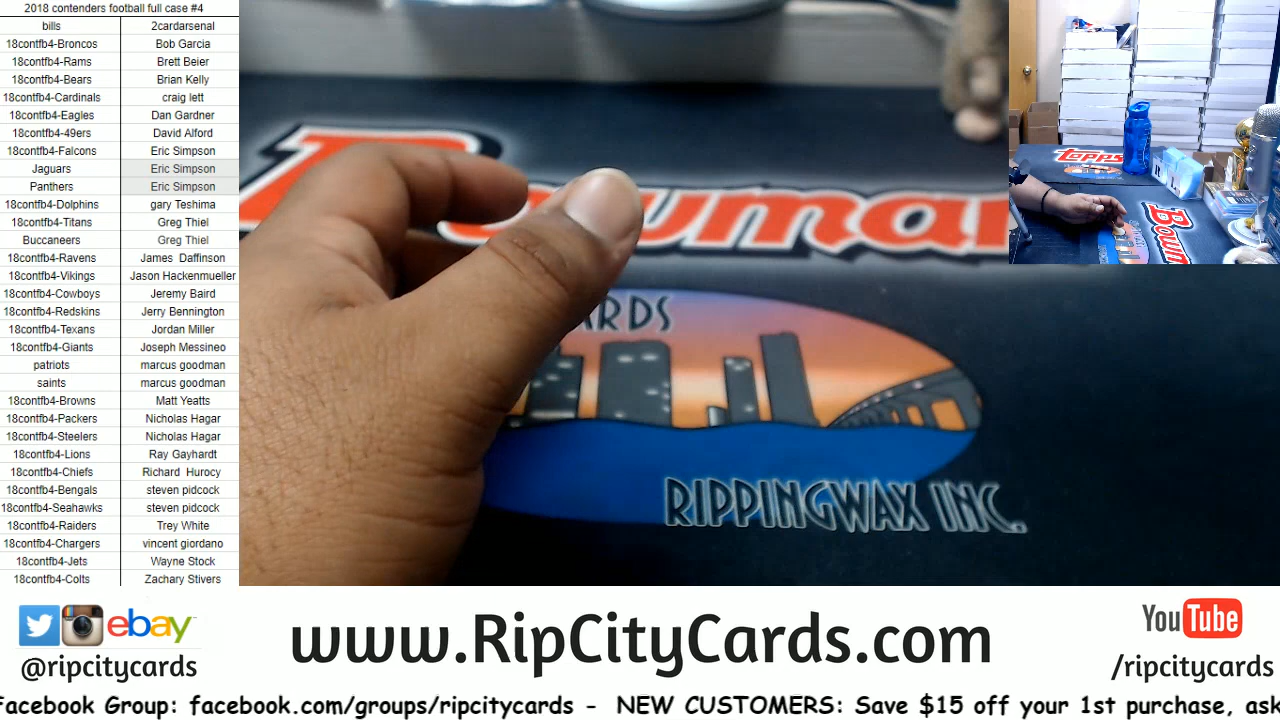 2018 contenders football full case #4
bills 2cardarsenal
18contfb4-Broncos Bob Garcia
18contfb4-Rams Brett Beier
18contfb4-Bears Brian Kelly
18contfb4-Cardinals craig lett
18contfb4-Eagles Dan Gardner
18contfb4-49ers David Alford
18contfb4-Falcons Eric Simpson
Jaguars Eric Simpson
Panthers Eric Simpson
18contfb4-Dolphins gary Teshima
18contfb4-Titans Greg Thiel
Buccaneers Greg Thiel
18contfb4-Ravens James Daffinson
18contfb4-Vikings Jason Hackenmueller
18contfb4-Cowboys Jeremy Baird
18contfb4-Redskins Jerry Bennington
18contfb4-Texans Jordan Miller
18contfb4-Giants Joseph Messineo
patriots marcus goodman
saints marcus goodman
18contfb4-Browns Matt Yeatts
18contfb4-Packers Nicholas Hagar
18contfb4-Steelers Nicholas Hagar
18contfb4-Lions Ray Gayhardt
18contfb4-Chiefs Richard Hurocy
18contfb4-Bengals steven pidcock
18contfb4-Seahawks steven pidcock
18contfb4-Raiders Trey White
18contfb4-Chargers vincent giordano
18contfb4-Jets Wayne Stock
18contfb4-Colts Zachary Stivers
Bowman
ARDS
RIPPINGWAX INC.
Topps
Bowm
ebay
@ripcitycards
www.RipCityCards.com
YouTube
/ripcitycards
Facebook Group: facebook.com/groups/ripcitycards - NEW CUSTOMERS: Save $15 off your 1st purchase, ask